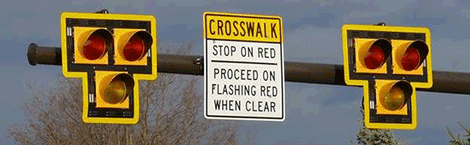 CROSSWALK
STOP ON RED
PROCEED ON
FLASHING RED
WHEN CLEAR